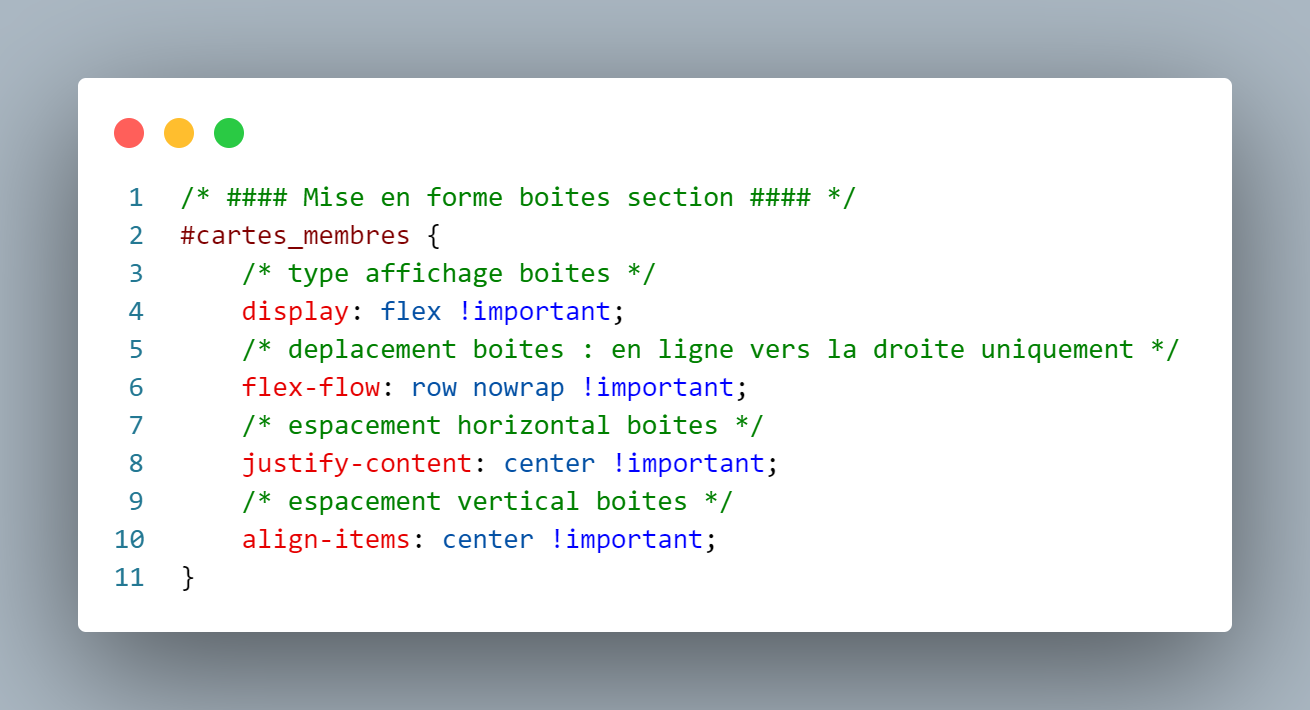 1 /* #### Mise en forme boites section #### */
2 #cartes_membres {
3     /* type affichage boites */
4     display: flex !important;
5     /* deplacement boites : en ligne vers la droite uniquement */
6     flex-flow: row nowrap !important;
7     /* espacement horizontal boites */
8     justify-content: center !important;
9     /* espacement vertical boites */
10     align-items: center !important;
11 }